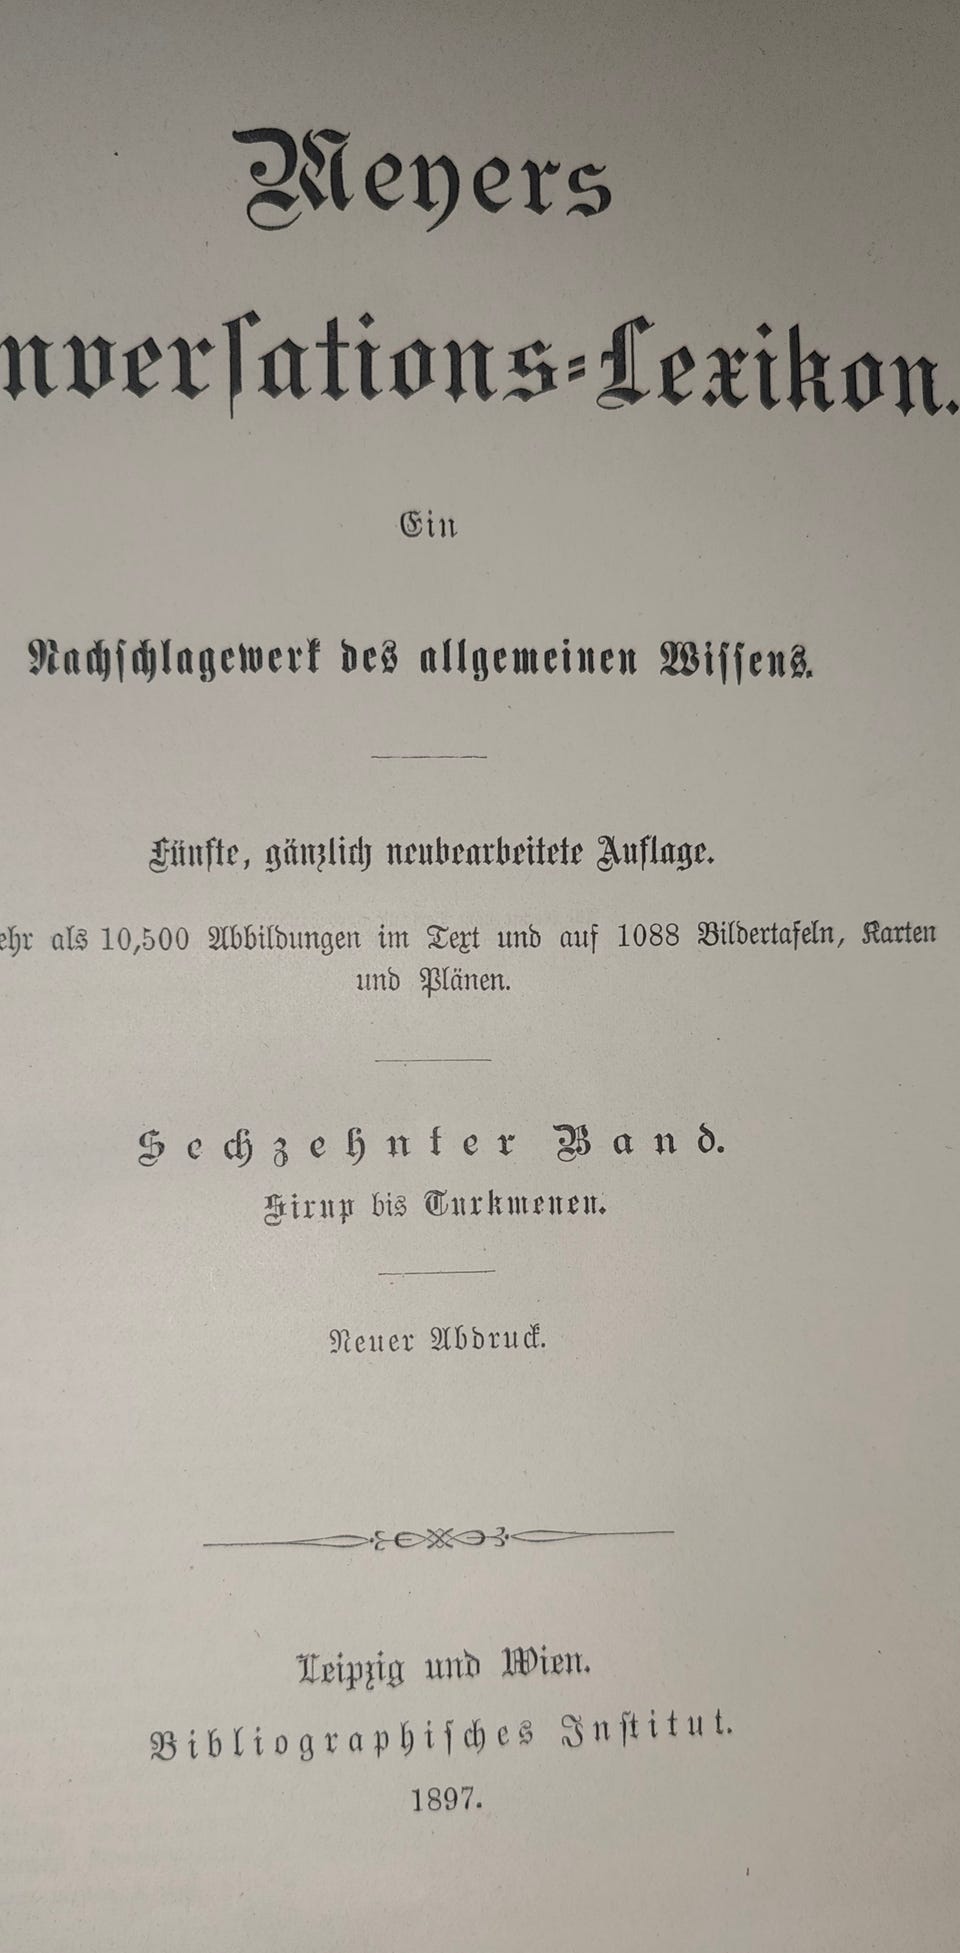 Meyers
nversations-Lexikon.
Ein
Nachschlagewerk des allgemeinen Wissens.
Fünfte, gänzlich neubearbeitete Auflage.
ehr als 10,500 Abbildungen im Text und auf 1088 Bildertafeln, Karten
und Plänen.
Sechzehnter Band.
Sirup bis Turkmenen.
Neuer Abdruck.
Leipzig und Wien.
Bibliographisches Institut.
1897.